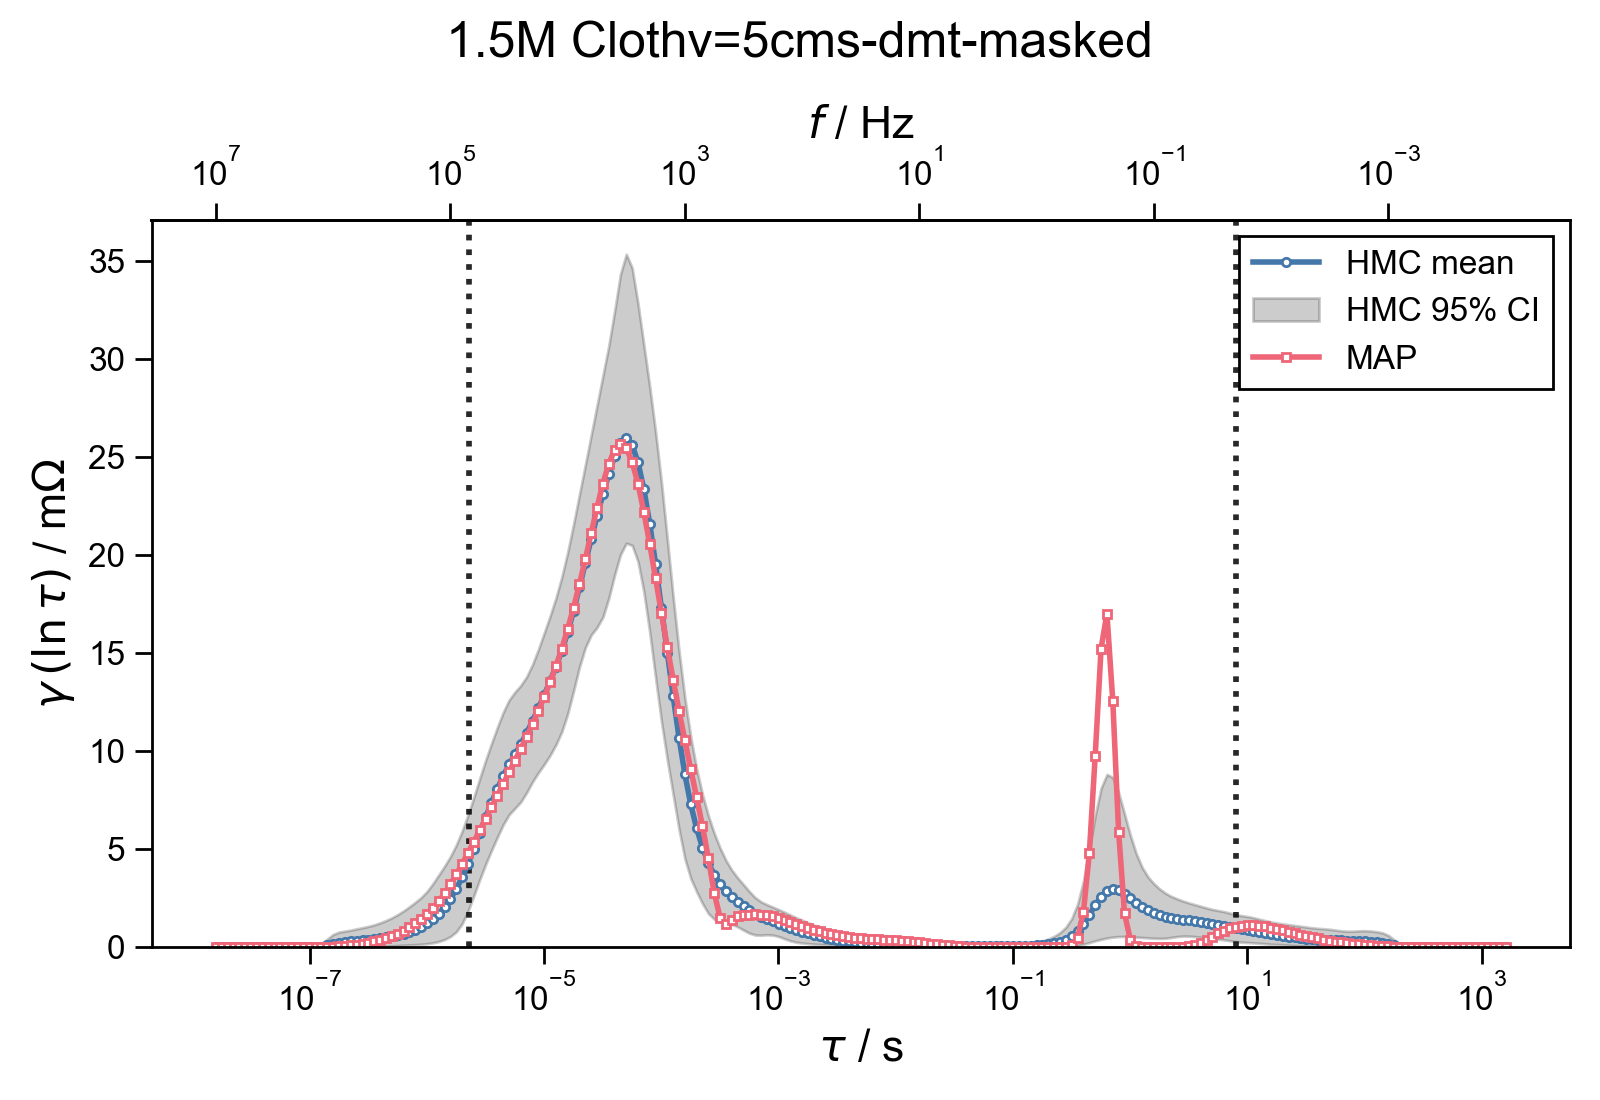 1.5M Clothv=5cms-dmt-masked
f / Hz
10^7 10^5 10^3 10^1 10^−1 10^−3
HMC mean
HMC 95% CI
MAP
γ (ln τ) / mΩ
35
30
25
20
15
10
5
0
10^−7 10^−5 10^−3 10^−1 10^1 10^3
τ / s